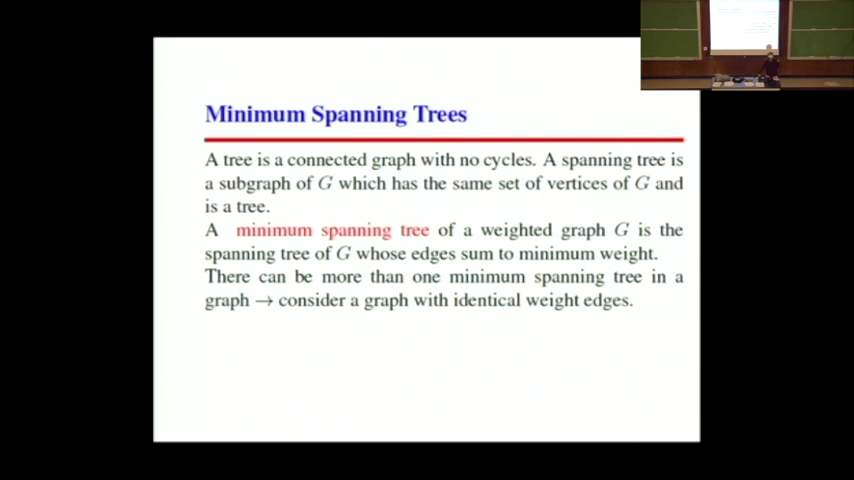 Minimum Spanning Trees
A tree is a connected graph with no cycles. A spanning tree is
a subgraph of G which has the same set of vertices of G and
is a tree.
A minimum spanning tree of a weighted graph G is the
spanning tree of G whose edges sum to minimum weight.
There can be more than one minimum spanning tree in a
graph → consider a graph with identical weight edges.